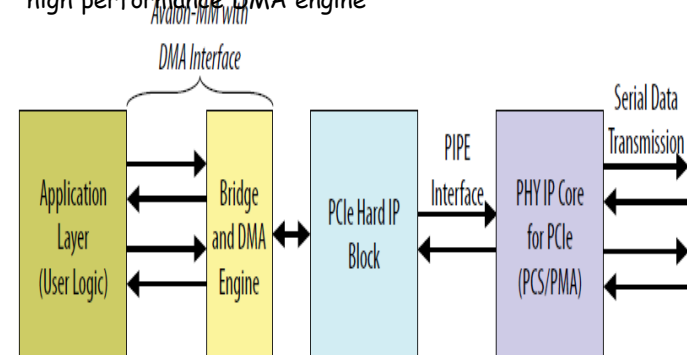 high performance DMA engine
Avalon-MM with
DMA Interface
Application
Layer
(User Logic)
Bridge
and DMA
Engine
PCIe Hard IP
Block
PIPE
Interface
PHY IP Core
for PCIe
(PCS/PMA)
Serial Data
Transmission